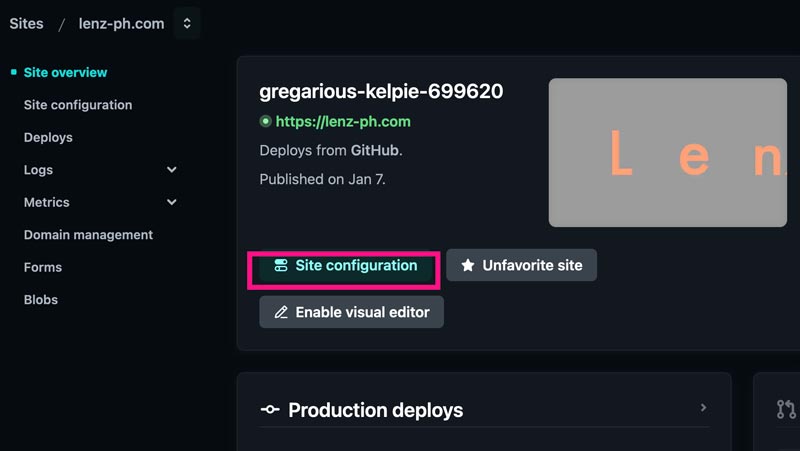 Sites / lenz-ph.com
Site overview
Site configuration
Deploys
Logs
Metrics
Domain management
Forms
Blobs
gregarious-kelpie-699620
https://lenz-ph.com
Deploys from GitHub.
Published on Jan 7.
L e n
Site configuration
Unfavorite site
Enable visual editor
Production deploys